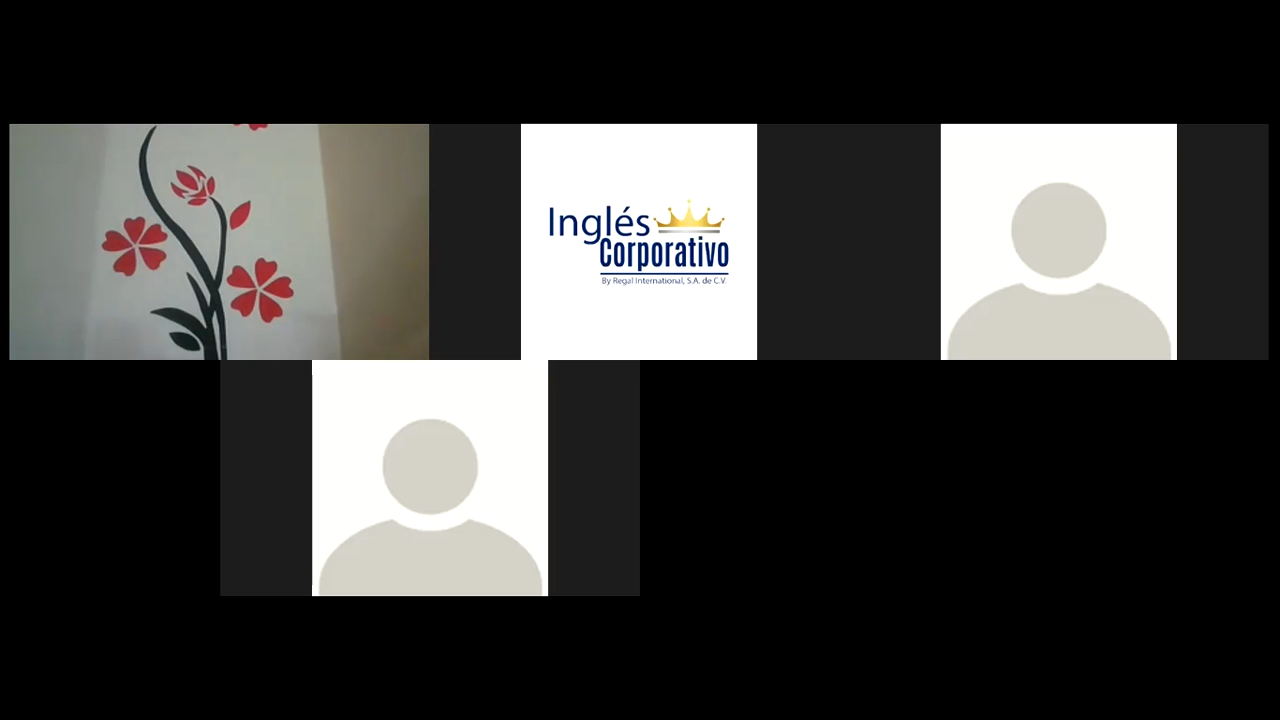 Inglés
Corporativo
By Regal International, S.A. de C.V.